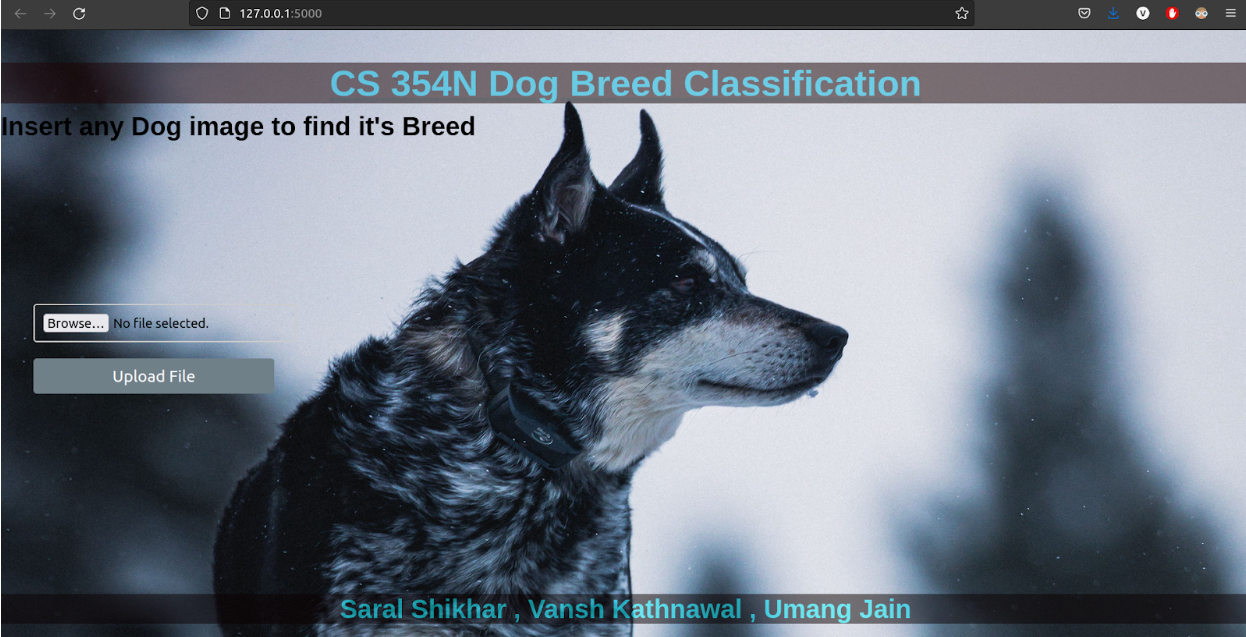 127.0.0.1:5000
CS 354N Dog Breed Classification
Insert any Dog image to find it's Breed
Browse... No file selected.
Upload File
Saral Shikhar , Vansh Kathnawal , Umang Jain